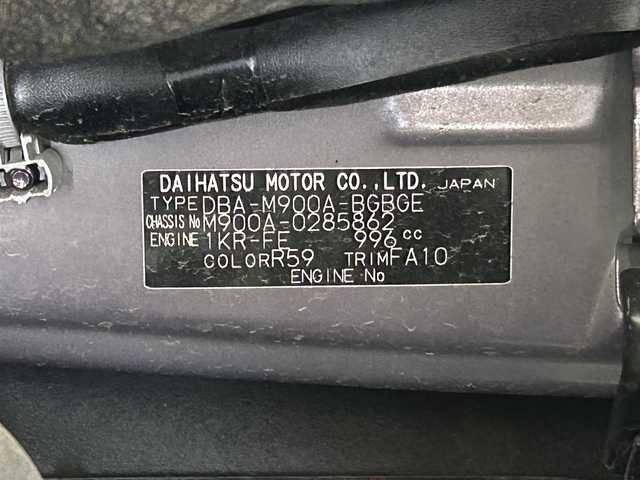 DAIHATSU MOTOR CO.,LTD. JAPAN
TYPE DBA-M900A-BGBGE
CHASSIS No M900A-0285862
ENGINE 1KR-FE 996 cc
COLOR R59 TRIM FA10
ENGINE No